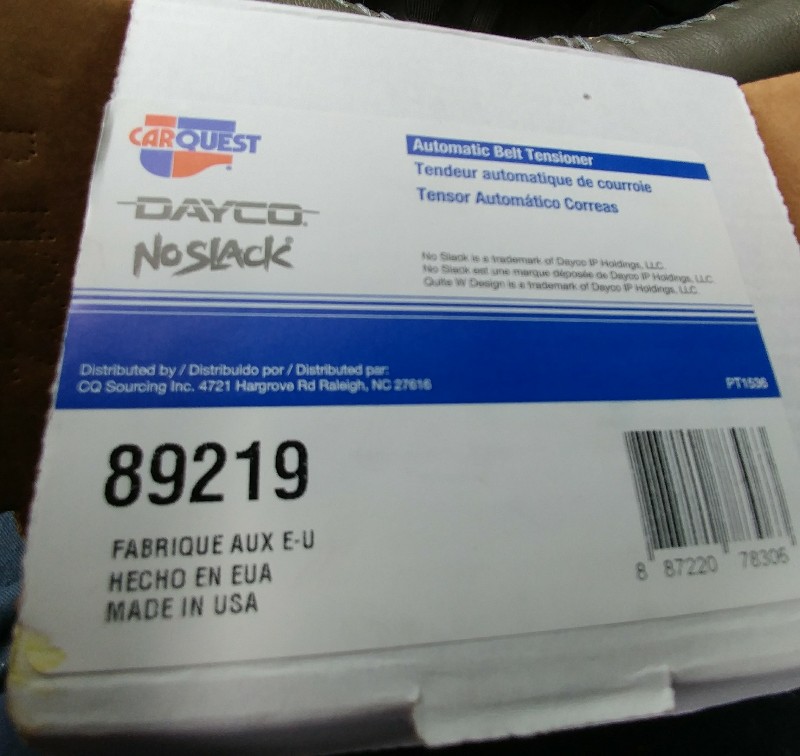 CARQUEST
DAYCO
NO SLACK
Automatic Belt Tensioner
Tendeur automatique de courroie
Tensor Automático Correas
No Slack is a trademark of Dayco IP Holdings, LLC.
No Slack est une marque déposée de Dayco IP Holdings, LLC.
Quite W Design is a trademark of Dayco IP Holdings, LLC.
Distributed by / Distribuido por / Distributed par:
CQ Sourcing Inc. 4721 Hargrove Rd Raleigh, NC 27616
PT1536
89219
FABRIQUE AUX E-U
HECHO EN EUA
MADE IN USA
8 87220 78306